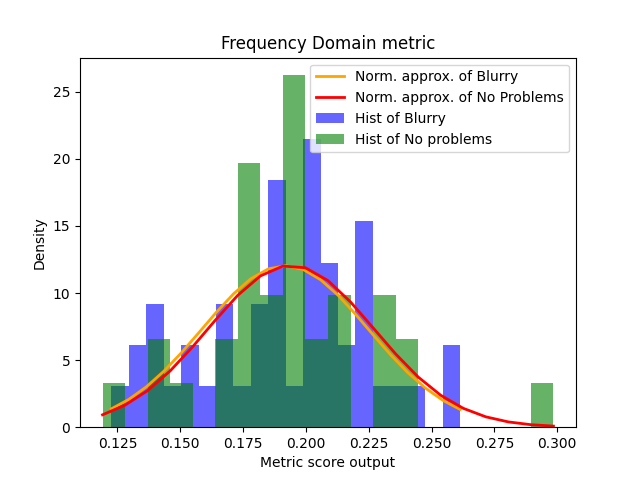 Frequency Domain metric
Norm. approx. of Blurry
Norm. approx. of No Problems
Hist of Blurry
Hist of No problems
Density
25
20
15
10
5
0
0.125 0.150 0.175 0.200 0.225 0.250 0.275 0.300
Metric score output